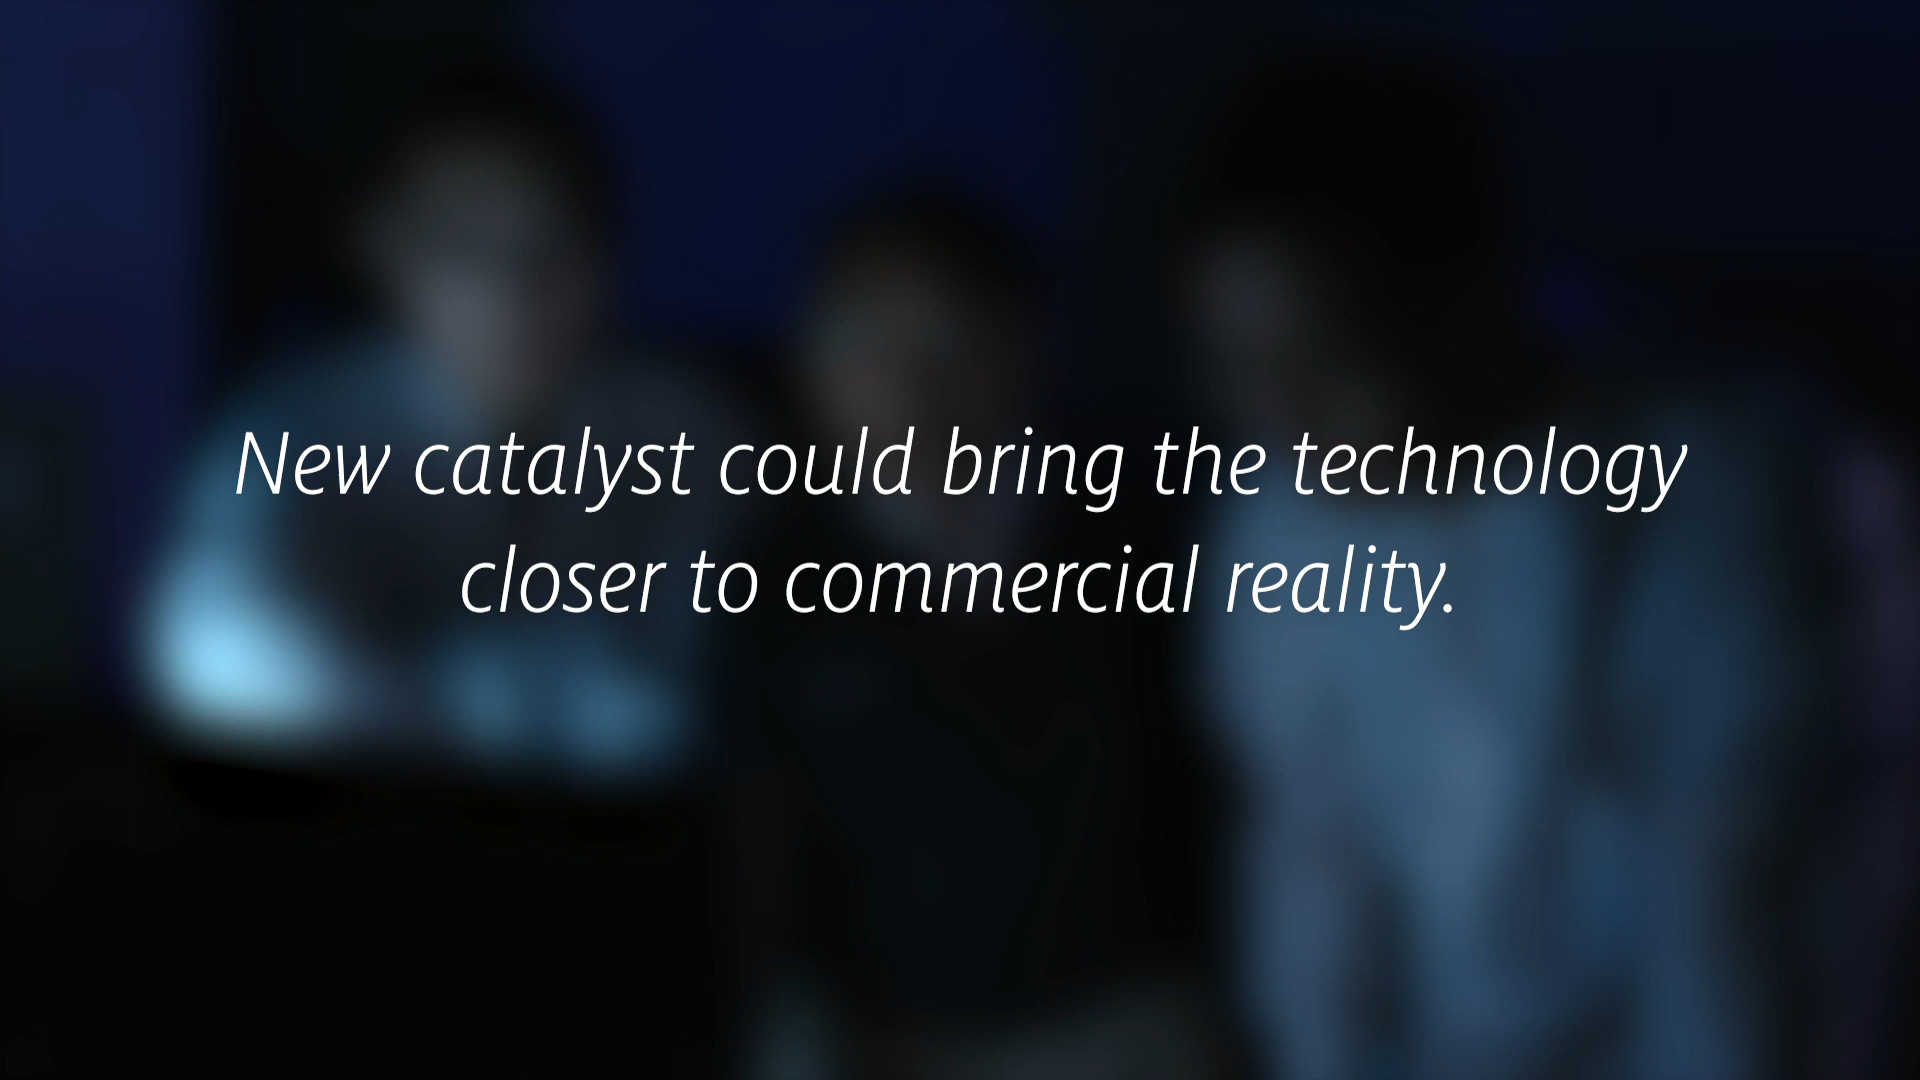 New catalyst could bring the technology
closer to commercial reality.